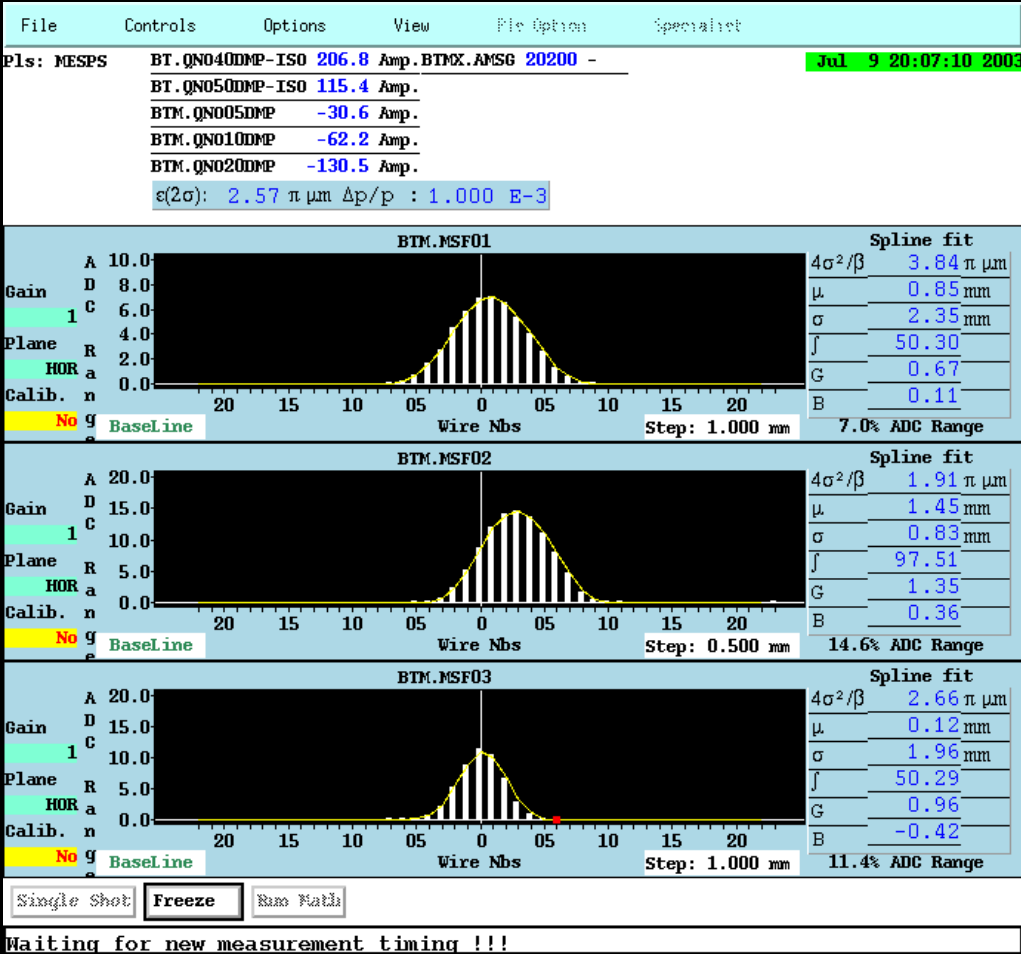 File Controls Options View Pls Option Specialist
Pls: MESPS BT.QNO40DMP-ISO 206.8 Amp. BTMX.AMSG 20200 - Jul 9 20:07:10 2003
BT.QNO50DMP-ISO 115.4 Amp.
BTM.QNO05DMP -30.6 Amp.
BTM.QNO10DMP -62.2 Amp.
BTM.QNO20DMP -130.5 Amp.
ε(2σ): 2.57 π μm Δp/p : 1.000 E-3
BTM.MSF01 Spline fit
Gain 1
Plane HOR
Calib. No
ADC Range
10.0
8.0
6.0
4.0
2.0
0.0
20 15 10 05 0 05 10 15 20
BaseLine Wire Nbs Step: 1.000 mm
4σ²/β 3.84 π μm
μ 0.85 mm
σ 2.35 mm
∫ 50.30
G 0.67
B 0.11
7.0% ADC Range
BTM.MSF02 Spline fit
Gain 1
Plane HOR
Calib. No
ADC Range
20.0
15.0
10.0
5.0
0.0
20 15 10 05 0 05 10 15 20
BaseLine Wire Nbs Step: 0.500 mm
4σ²/β 1.91 π μm
μ 1.45 mm
σ 0.83 mm
∫ 97.51
G 1.35
B 0.36
14.6% ADC Range
BTM.MSF03 Spline fit
Gain 1
Plane HOR
Calib. No
ADC Range
20.0
15.0
10.0
5.0
0.0
20 15 10 05 0 05 10 15 20
BaseLine Wire Nbs Step: 1.000 mm
4σ²/β 2.66 π μm
μ 0.12 mm
σ 1.96 mm
∫ 50.29
G 0.96
B -0.42
11.4% ADC Range
Single Shot Freeze Run Math
Waiting for new measurement timing !!!